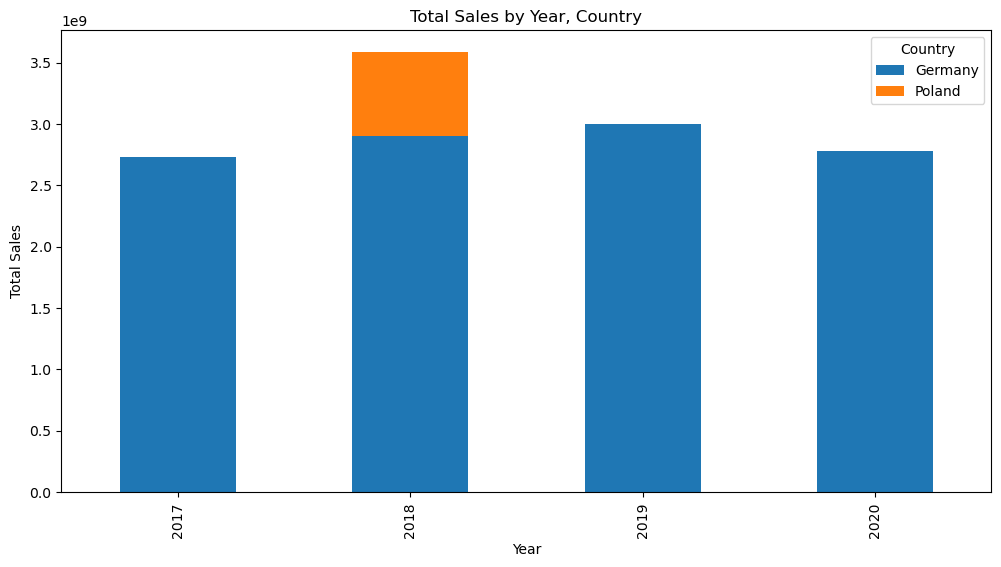 Total Sales by Year, Country
1e9
Country
Germany
Poland
3.5
3.0
2.5
2.0
1.5
1.0
0.5
0.0
Total Sales
2017
2018
2019
2020
Year